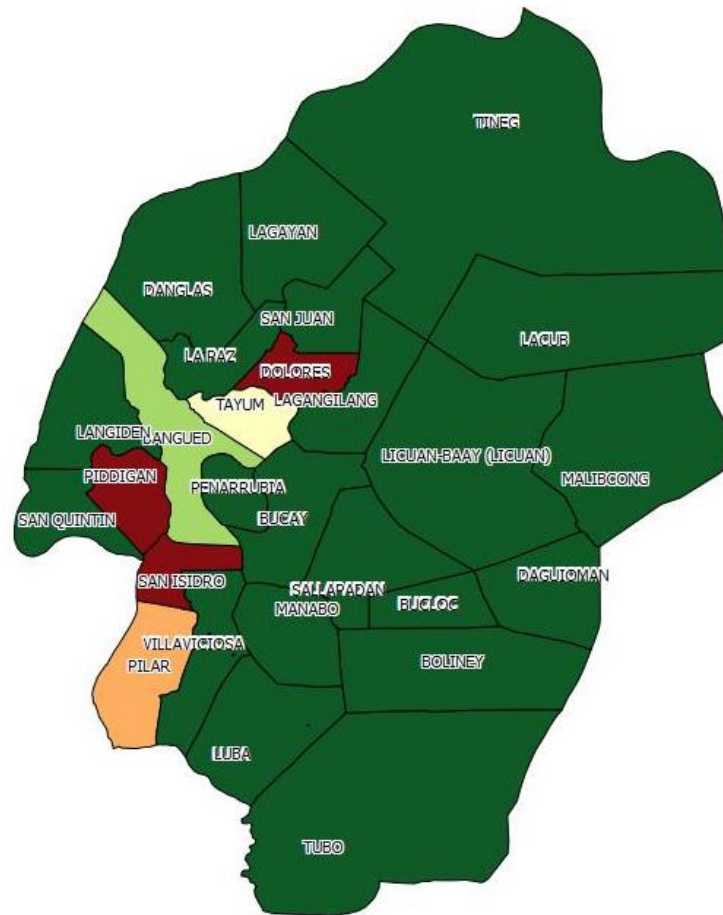 TINEG
LAGAYAN
DANGLAS
SAN JUAN
LACUB
LA PAZ
DOLORES
TAYUM
LAGANGILANG
LANGIDEN
BANGUED
LICUAN-BAAY (LICUAN)
PIDDIGAN
MALIBCONG
PENARRUBIA
SAN QUINTIN
BUCAY
DAGUIOMAN
SAN ISIDRO
SALLAPADAN
MANABO
BUCLOC
VILLAVICIOSA
PILAR
BOLINEY
LUBA
TUBO